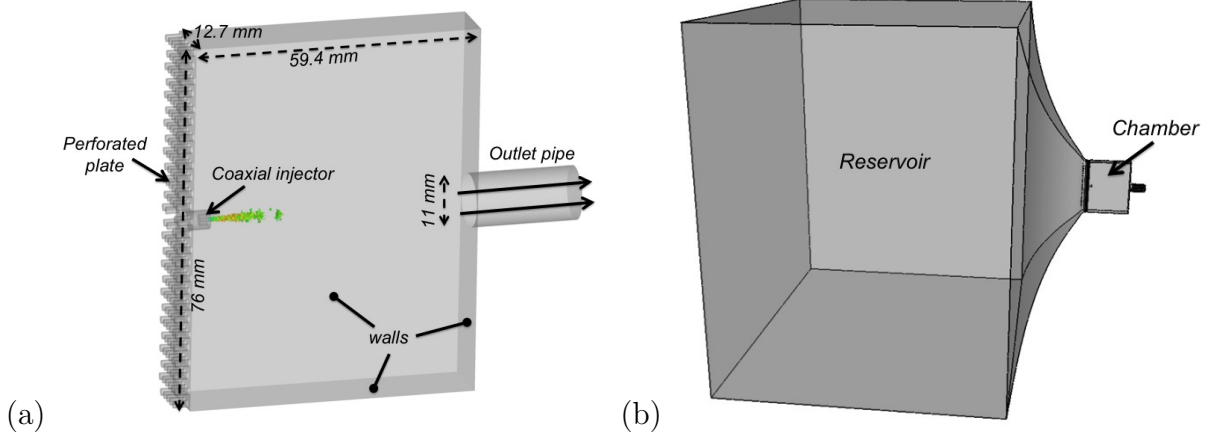 12.7 mm
59.4 mm
Perforated
plate
Coaxial injector
Outlet pipe
11 mm
76 mm
walls
(a)
Reservoir
Chamber
(b)